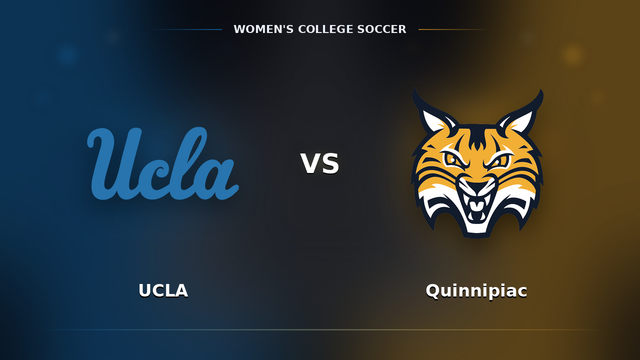 WOMEN'S COLLEGE SOCCER
Ucla
VS
UCLA
Quinnipiac